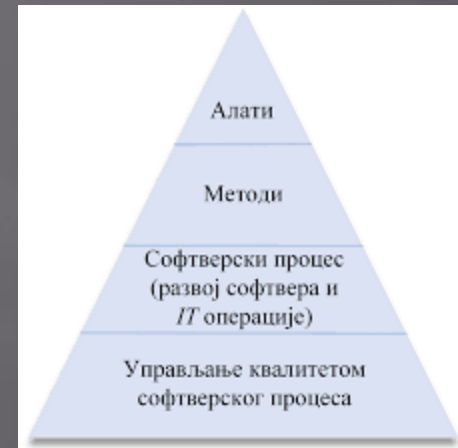 Алати
Методи
Софтверски процес
(развој софтвера и
IT операције)
Управљање квалитетом
софтверског процеса